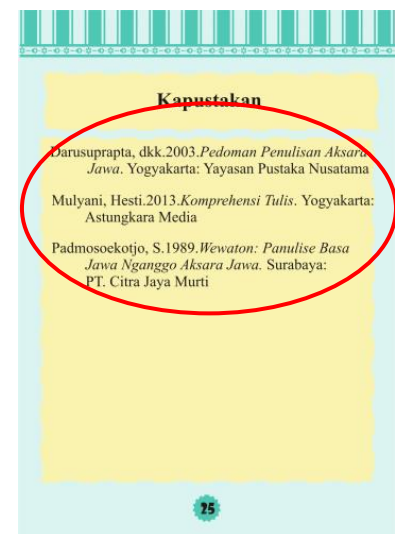 Kapustakan
Darusuprapta, dkk.2003.Pedoman Penulisan Aksara
Jawa. Yogyakarta: Yayasan Pustaka Nusatama
Mulyani, Hesti.2013.Komprehensi Tulis. Yogyakarta:
Astungkara Media
Padmosoekotjo, S.1989.Wewaton: Panulise Basa
Jawa Nganggo Aksara Jawa. Surabaya:
PT. Citra Jaya Murti
25